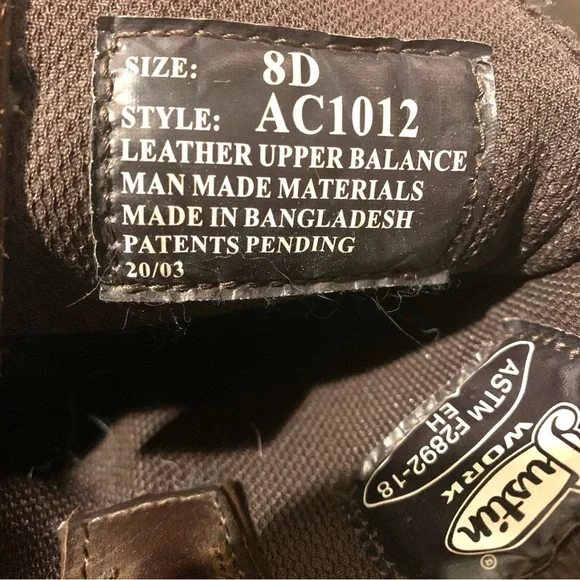 SIZE: 8D
STYLE: AC1012
LEATHER UPPER BALANCE
MAN MADE MATERIALS
MADE IN BANGLADESH
PATENTS PENDING
20/03
ASTM F2892-18
EH
Justin
WORK
®